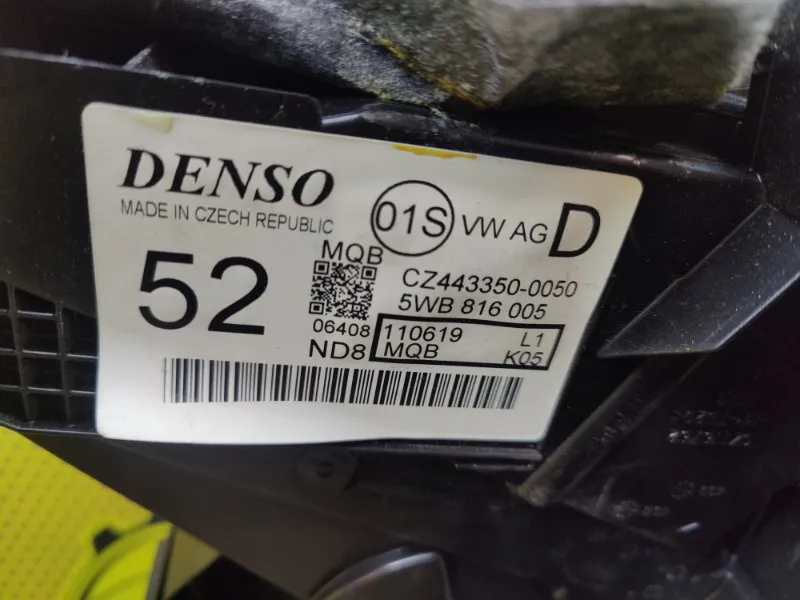 DENSO
MADE IN CZECH REPUBLIC
01S VW AG D
52
MQB
CZ443350-0050
5WB 816 005
06408
ND8
110619 L1
MQB K05